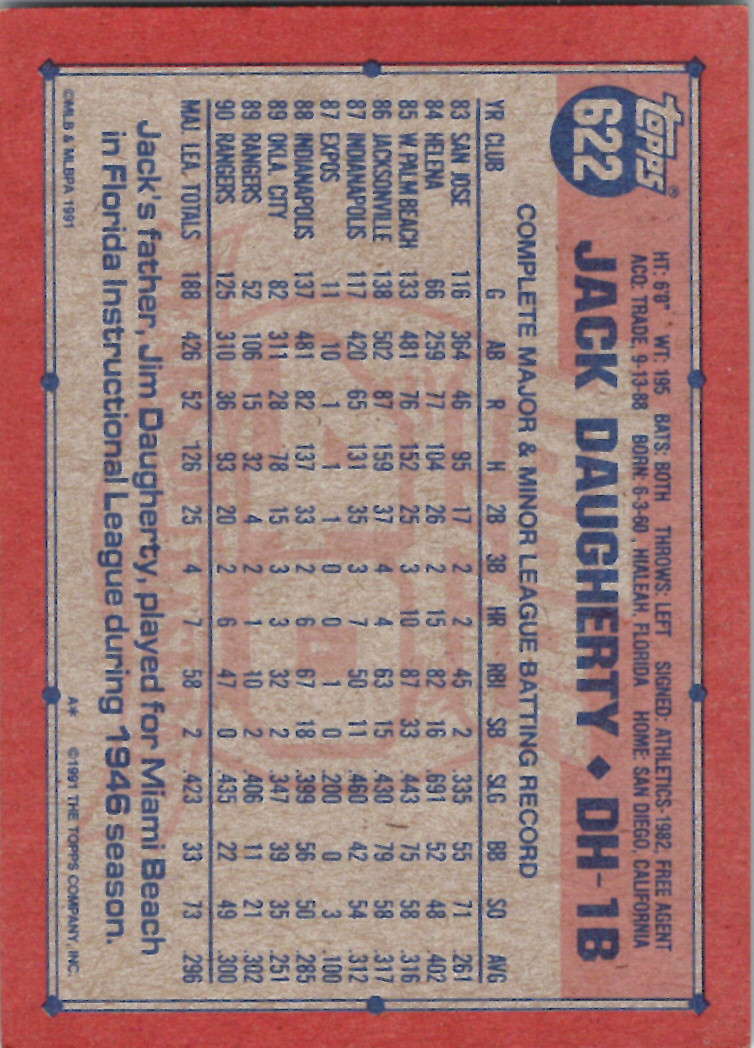 topps®
622
HT: 6'8" WT: 195 BATS: BOTH THROWS: LEFT SIGNED: ATHLETICS-1982, FREE AGENT
ACQ: TRADE, 9-13-88 BORN: 6-3-60, HIALEAH, FLORIDA HOME: SAN DIEGO, CALIFORNIA
JACK DAUGHERTY ♦ DH-1B
COMPLETE MAJOR & MINOR LEAGUE BATTING RECORD
YR CLUB G AB R H 2B 3B HR RBI SB SLG BB SO AVG
83 SAN JOSE 116 364 46 95 17 2 2 45 2 .335 55 71 .261
84 HELENA 66 259 77 104 26 2 15 82 16 .691 52 48 .402
85 W.PALM BEACH 133 481 76 152 25 3 10 87 33 .443 75 58 .316
86 JACKSONVILLE 138 502 87 159 37 4 4 63 15 .430 79 58 .317
87 INDIANAPOLIS 117 420 65 131 35 3 7 50 11 .460 42 54 .312
87 EXPOS 11 10 1 1 1 0 0 1 0 .200 0 3 .100
88 INDIANAPOLIS 137 481 82 137 33 2 6 67 18 .399 56 50 .285
89 OKLA. CITY 82 311 28 78 15 3 3 32 2 .347 39 35 .251
89 RANGERS 52 106 15 32 4 2 1 10 2 .406 11 21 .302
90 RANGERS 125 310 36 93 20 2 6 47 0 .435 22 49 .300
MAJ. LEA. TOTALS 188 426 52 126 25 4 7 58 2 .423 33 73 .296
Jack's father, Jim Daugherty, played for Miami Beach
in Florida Instructional League during 1946 season.
©MLB & MLBPA 1991 A* ©1991 THE TOPPS COMPANY, INC.